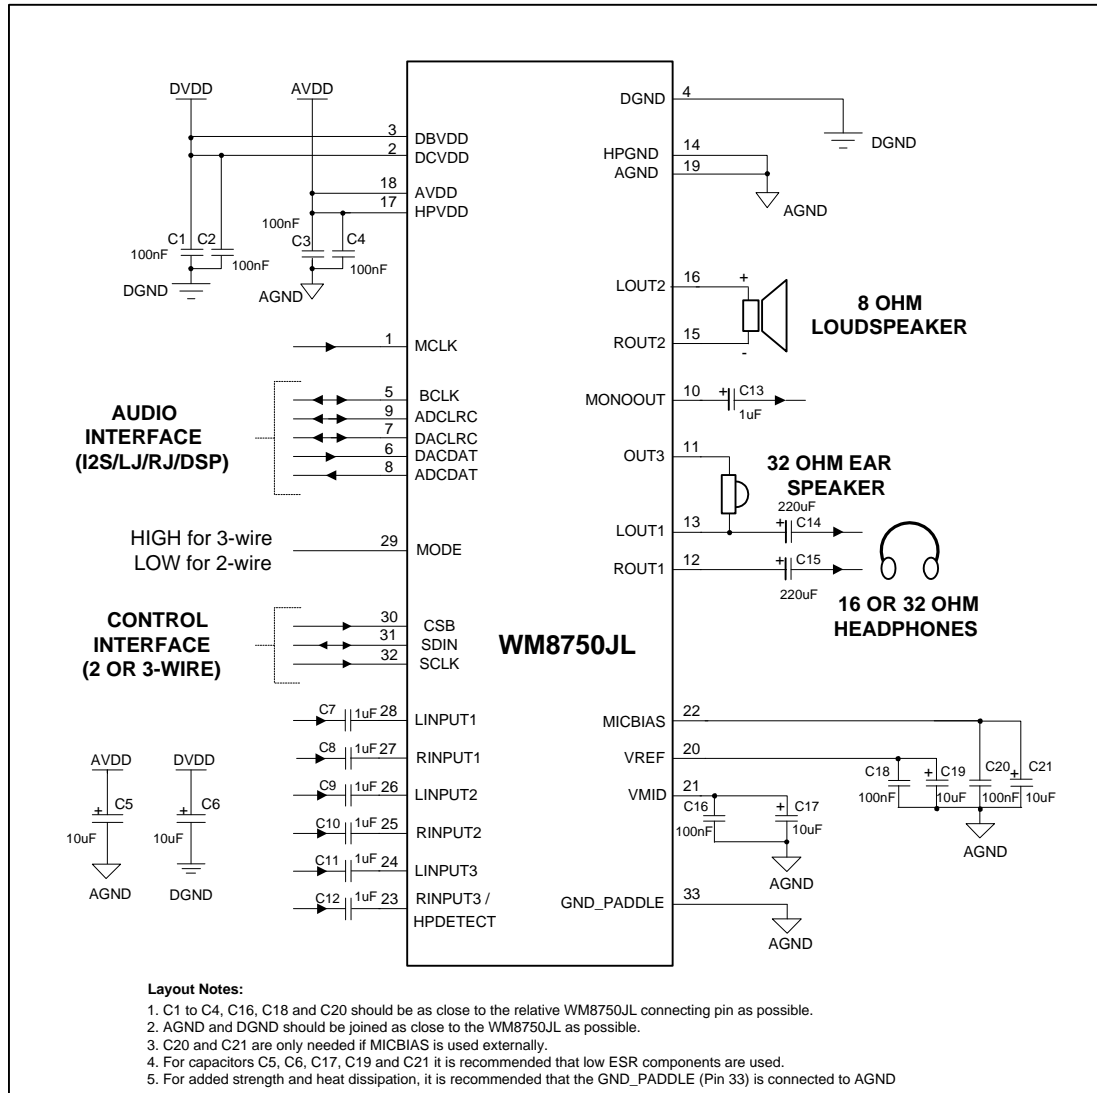 DVDD
AVDD
3
DBVDD
2
DCVDD
18
AVDD
17
HPVDD
100nF
C1
C2
C3
C4
100nF
100nF
100nF
DGND
AGND
1
MCLK
AUDIO
INTERFACE
(I2S/LJ/RJ/DSP)
5
BCLK
9
ADCLRC
7
DACLRC
6
DACDAT
8
ADCDAT
HIGH for 3-wire
LOW for 2-wire
29
MODE
CONTROL
INTERFACE
(2 OR 3-WIRE)
30
CSB
31
SDIN
32
SCLK
WM8750JL
C7
1uF
28
LINPUT1
C8
1uF
27
RINPUT1
C9
1uF
26
LINPUT2
C10
1uF
25
RINPUT2
C11
1uF
24
LINPUT3
C12
1uF
23
RINPUT3 /
HPDETECT
AVDD
+
C5
10uF
AGND
DVDD
+
C6
10uF
DGND
DGND
4
DGND
HPGND
14
AGND
19
AGND
LOUT2
16
+
ROUT2
15
-
8 OHM
LOUDSPEAKER
MONOOUT
10
+
C13
1uF
OUT3
11
32 OHM EAR
SPEAKER
220uF
LOUT1
13
+
C14
ROUT1
12
+
C15
220uF
16 OR 32 OHM
HEADPHONES
MICBIAS
22
VREF
20
VMID
21
C18
100nF
+
C19
10uF
C20
100nF
+
C21
10uF
AGND
C16
100nF
+
C17
10uF
AGND
GND_PADDLE
33
AGND
Layout Notes:
1. C1 to C4, C16, C18 and C20 should be as close to the relative WM8750JL connecting pin as possible.
2. AGND and DGND should be joined as close to the WM8750JL as possible.
3. C20 and C21 are only needed if MICBIAS is used externally.
4. For capacitors C5, C6, C17, C19 and C21 it is recommended that low ESR components are used.
5. For added strength and heat dissipation, it is recommended that the GND_PADDLE (Pin 33) is connected to AGND